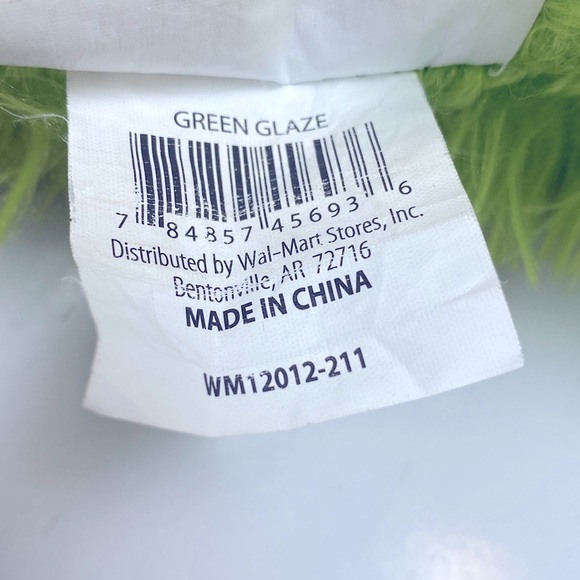 GREEN GLAZE
7 84857 45693 6
Distributed by Wal-Mart Stores, Inc.
Bentonville, AR 72716
MADE IN CHINA
WM12012-211